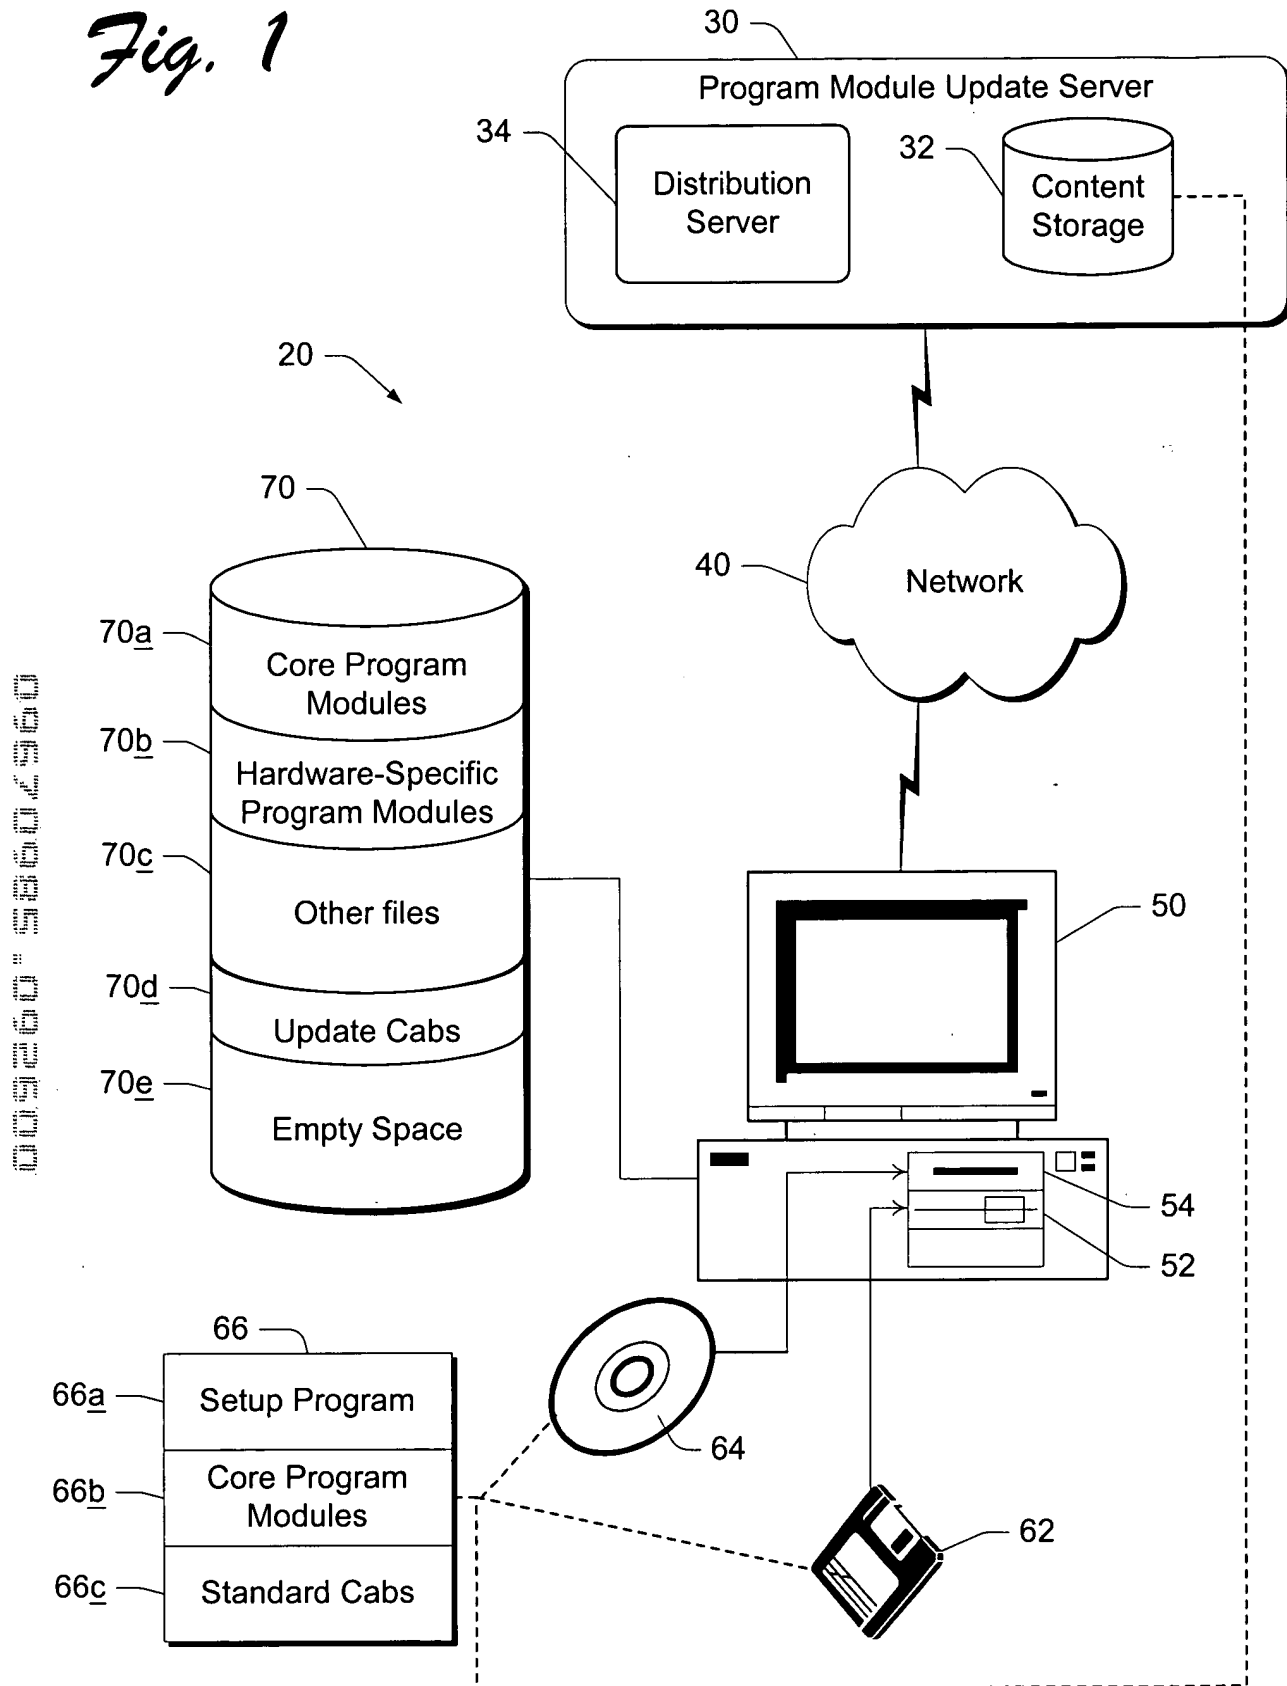 Fig. 1
30
Program Module Update Server
34
Distribution
Server
32
Content
Storage
20
70
40
Network
70a
Core Program
Modules
70b
Hardware-Specific
Program Modules
70c
Other files
70d
Update Cabs
70e
Empty Space
50
54
52
66
66a
Setup Program
66b
Core Program
Modules
66c
Standard Cabs
64
62
09670985.092600